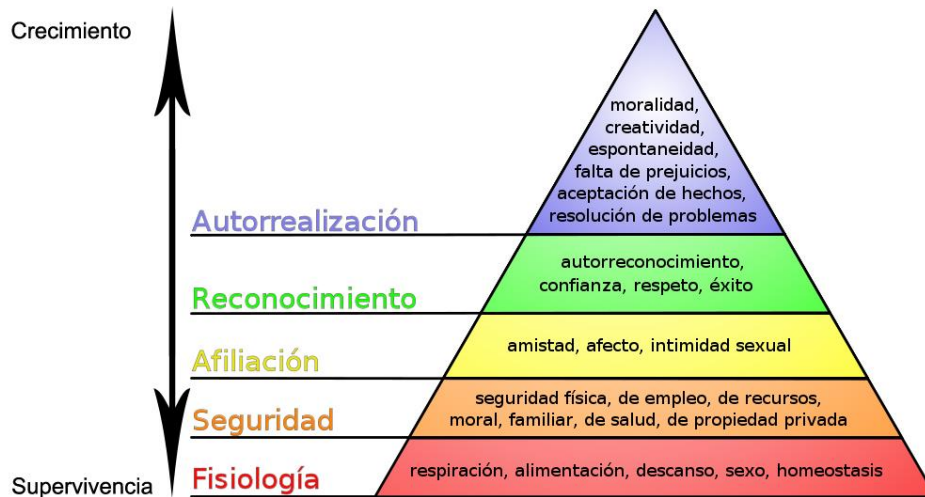 Crecimiento
moralidad,
creatividad,
espontaneidad,
falta de prejuicios,
aceptación de hechos,
resolución de problemas
Autorrealización
autorreconocimiento,
confianza, respeto, éxito
Reconocimiento
amistad, afecto, intimidad sexual
Afiliación
seguridad física, de empleo, de recursos,
moral, familiar, de salud, de propiedad privada
Seguridad
respiración, alimentación, descanso, sexo, homeostasis
Fisiología
Supervivencia